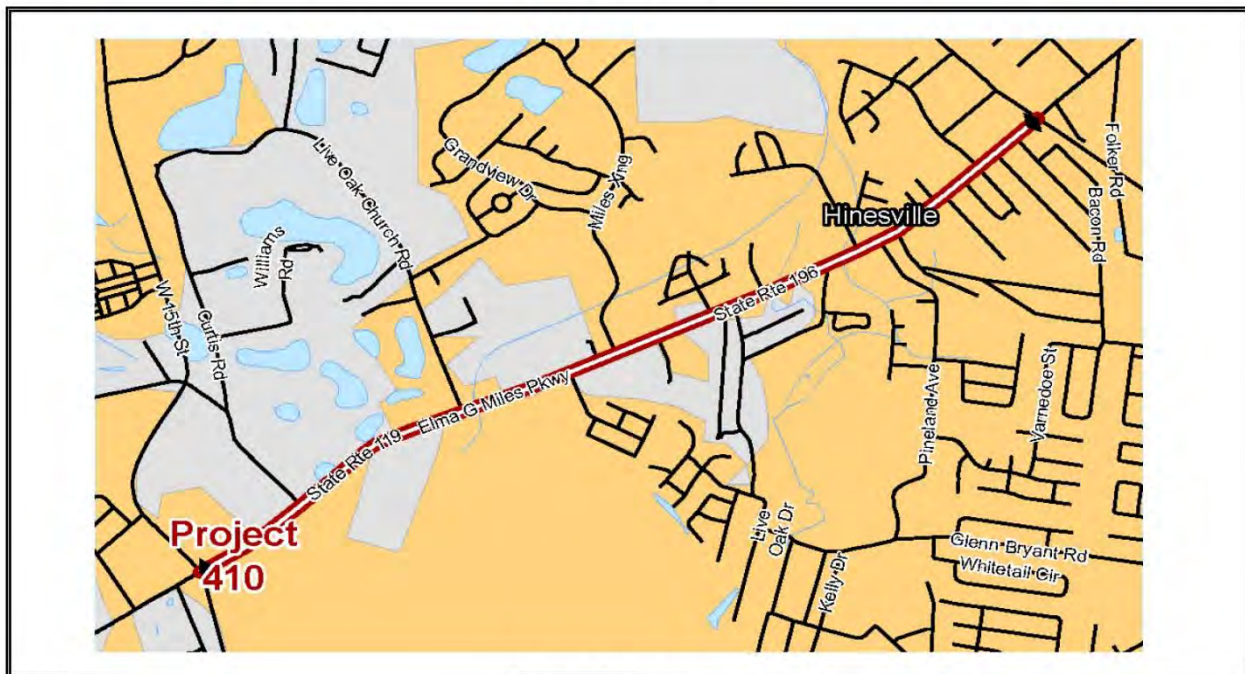 Live Oak Church Rd
Grandview Dr
Miles Xng
Folker Rd
Bacon Rd
Hinesville
Williams
Rd
W 15th St
Curtis Rd
State Rte 196
State Rte 119
Elma G Miles Pkwy
Pineland Ave
Varnedoe St
Project
410
Live
Oak Dr
Kelly Dr
Glenn Bryant Rd
Whitetail Cir